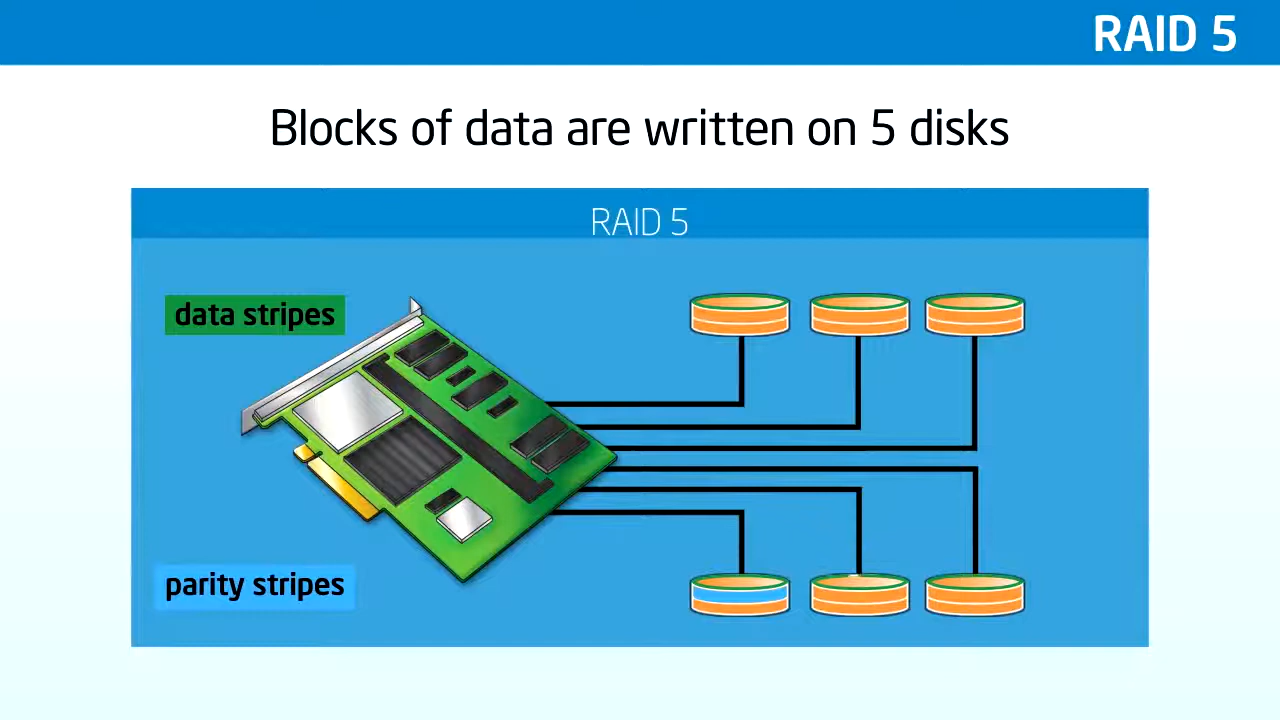 RAID 5
Blocks of data are written on 5 disks
RAID 5
data stripes
parity stripes